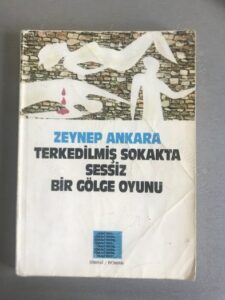 ZEYNEP ANKARA
TERKEDİLMİŞ SOKAKTA
SESSİZ
BİR GÖLGE OYUNU